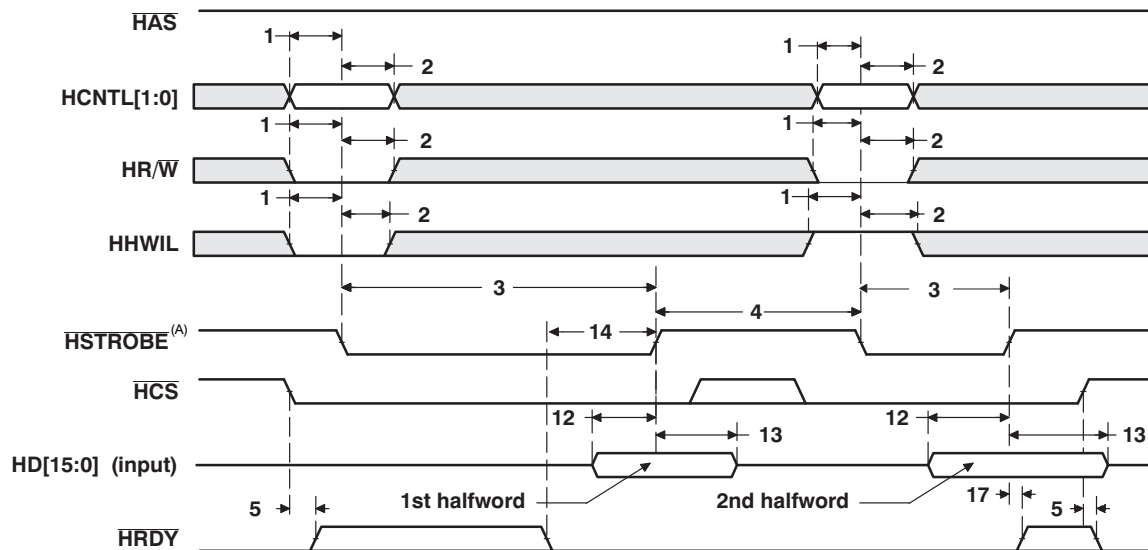 HAS
1
1
2
2
HCNTL[1:0]
1
1
2
2
HR/W
1
1
2
2
HHWIL
3
3
4
14
HSTROBE(A)
HCS
12
12
13
13
HD[15:0] (input)
1st halfword
2nd halfword
17
5
5
HRDY